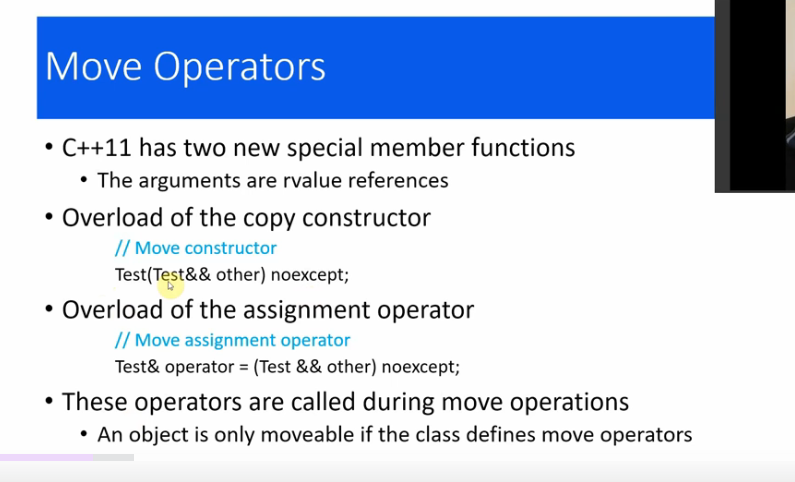 Move Operators
• C++11 has two new special member functions
• The arguments are rvalue references
• Overload of the copy constructor
// Move constructor
Test(Test&& other) noexcept;
• Overload of the assignment operator
// Move assignment operator
Test& operator = (Test && other) noexcept;
• These operators are called during move operations
• An object is only moveable if the class defines move operators